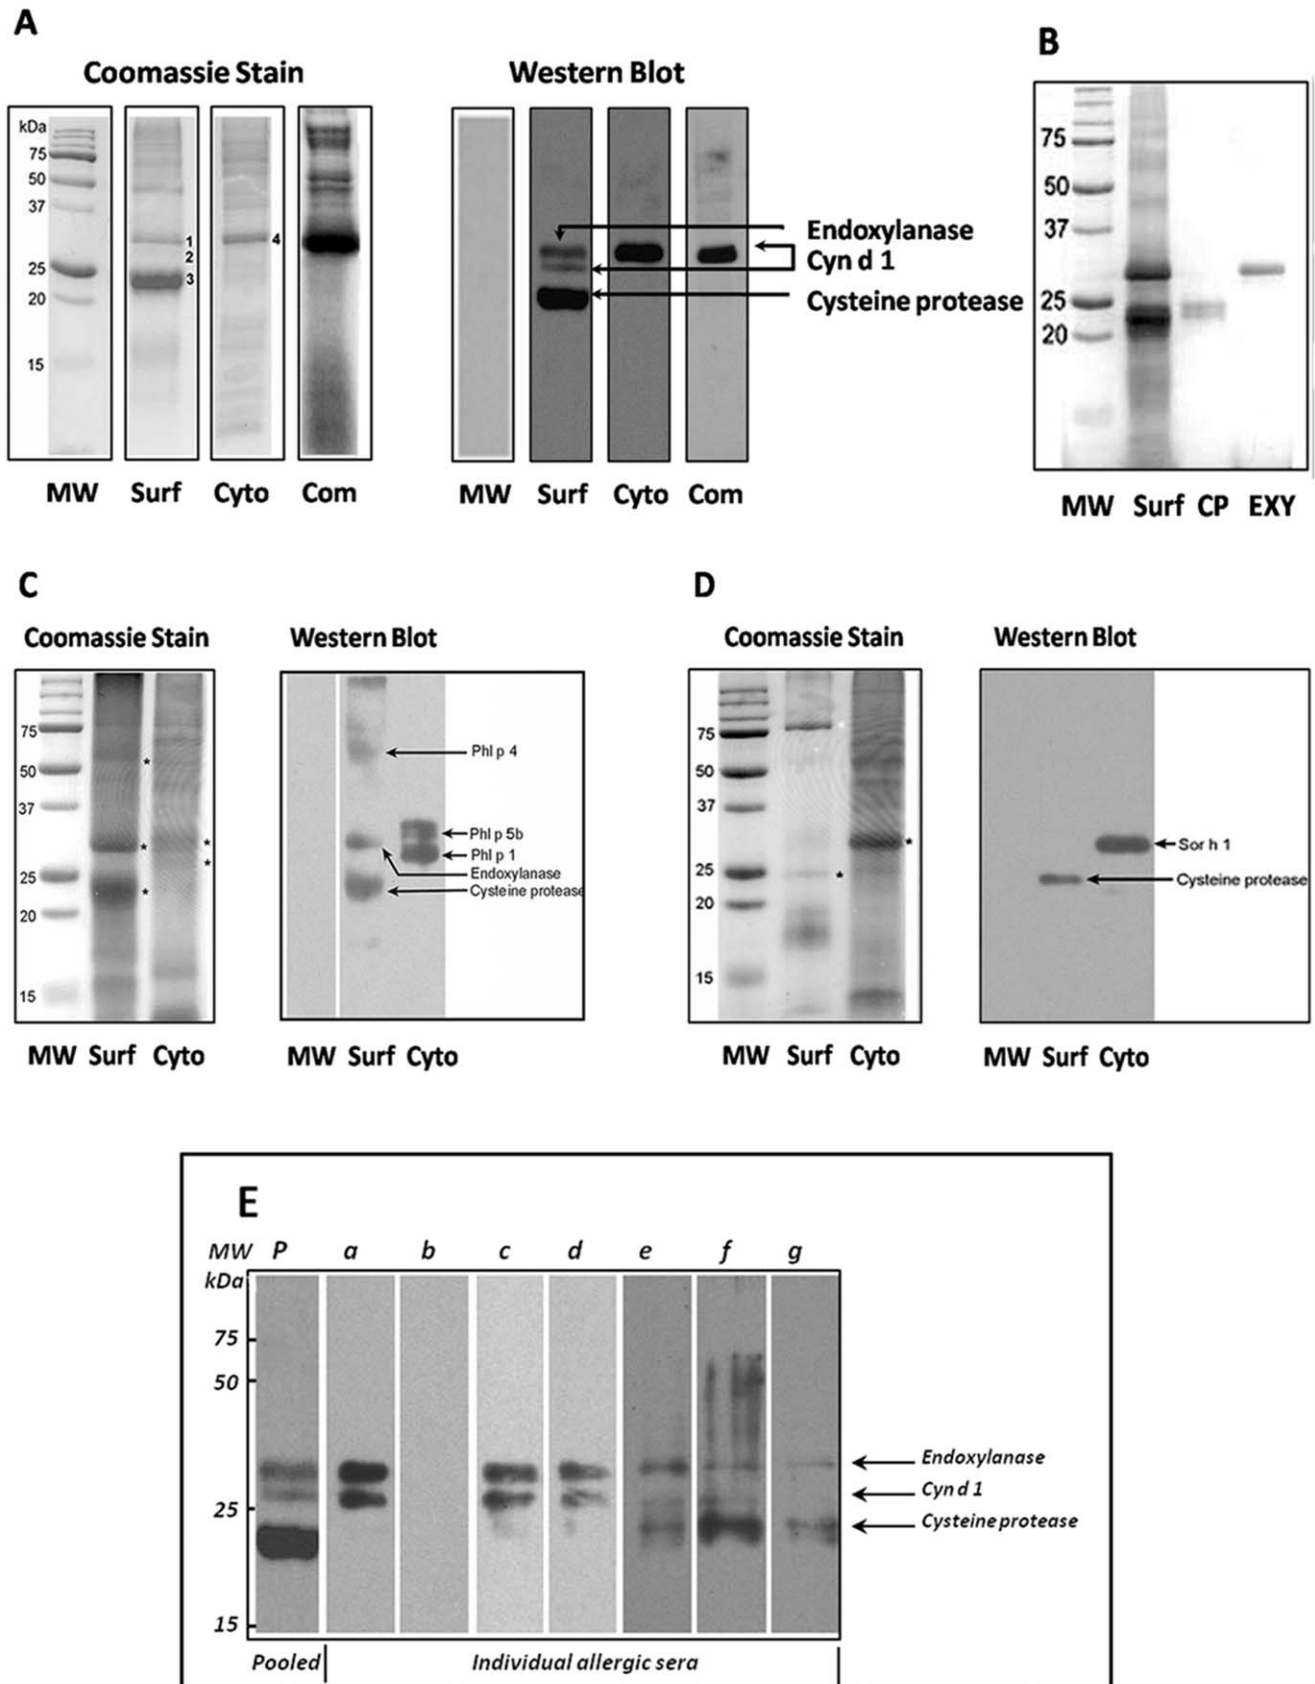 A
Coomassie Stain
Western Blot
kDa
75
50
37
25
20
15
1
2
3
4
Endoxylanase
Cyn d 1
Cysteine protease
MW Surf Cyto Com
MW Surf Cyto Com
B
75
50
37
25
20
MW Surf CP EXY
C
Coomassie Stain
Western Blot
75
50
37
25
20
15
*
*
*
*
*
Phl p 4
Phl p 5b
Phl p 1
Endoxylanase
Cysteine protease
MW Surf Cyto
MW Surf Cyto
D
Coomassie Stain
Western Blot
75
50
37
25
20
15
*
*
Sor h 1
Cysteine protease
MW Surf Cyto
MW Surf Cyto
E
MW P a b c d e f g
kDa
75
50
25
15
Endoxylanase
Cyn d 1
Cysteine protease
Pooled
Individual allergic sera